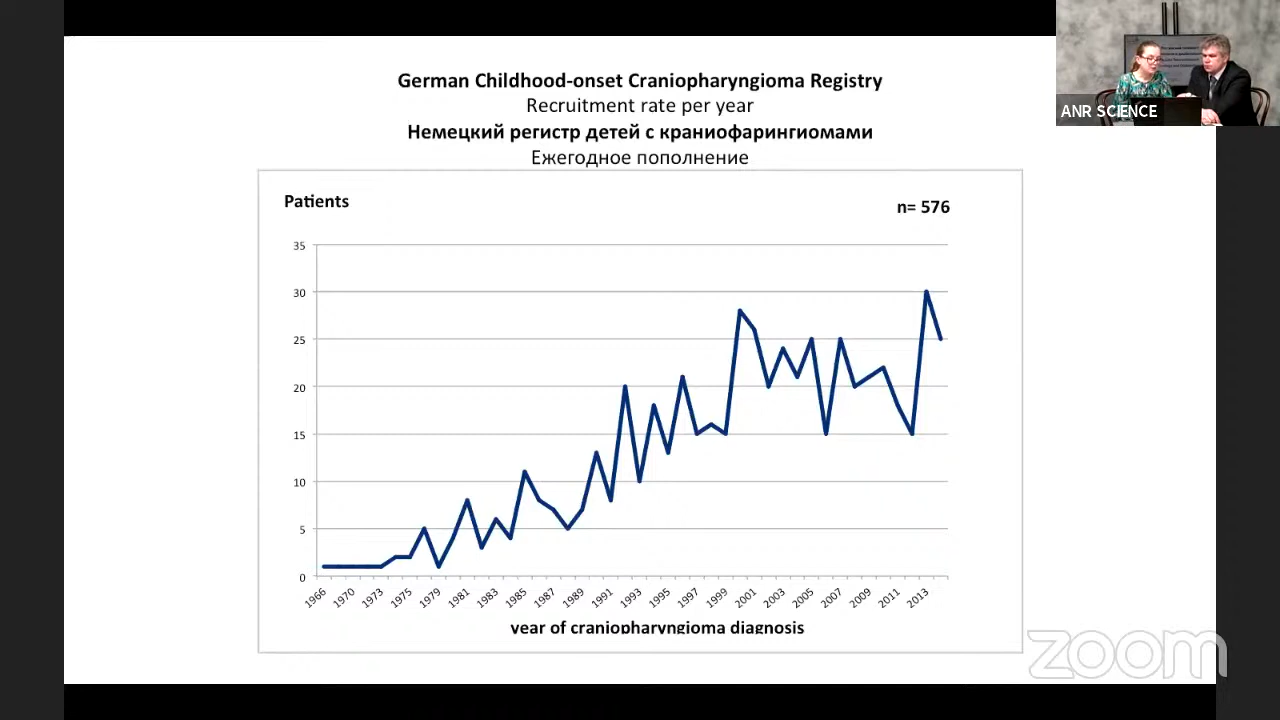 German Childhood-onset Craniopharyngioma Registry
Recruitment rate per year
Немецкий регистр детей с краниофарингиомами
Ежегодное пополнение
ANR SCIENCE
Patients
n= 576
35
30
25
20
15
10
5
0
1966 1970 1973 1975 1979 1981 1983 1985 1987 1989 1991 1993 1995 1997 1999 2001 2003 2005 2007 2009 2011 2013
year of craniopharyngioma diagnosis
zoom